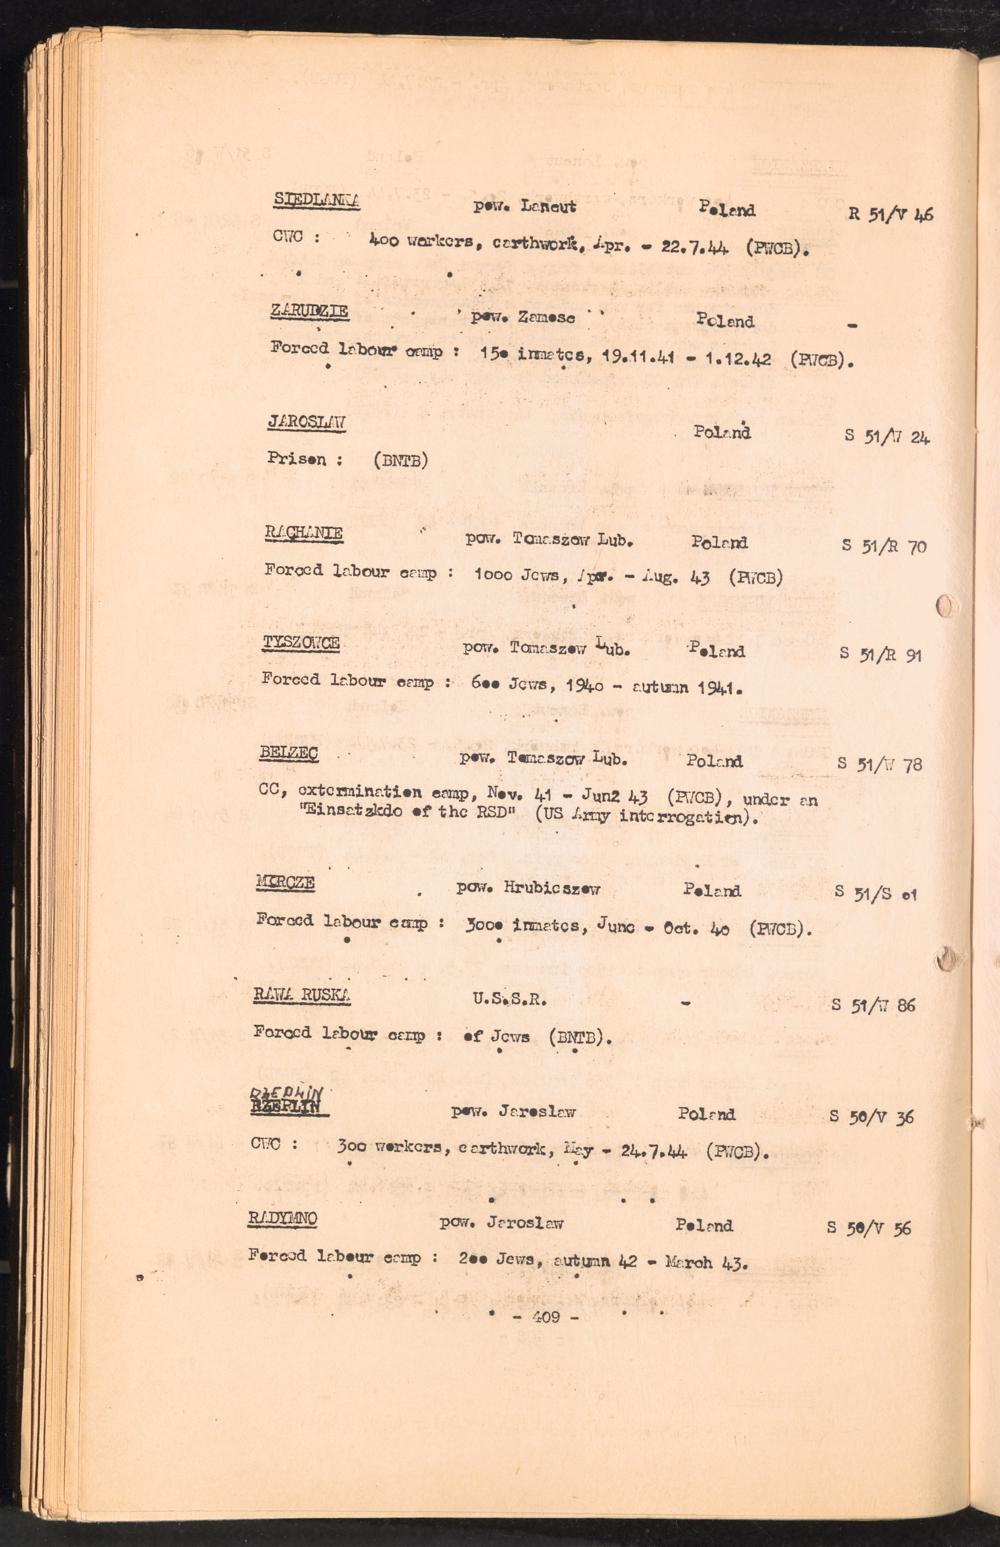 SIEDLANKA pow. Lancut Poland R 51/V 46
CWC : 400 workers, earthwork, Apr. - 22.7.44 (PWCB).
ZARUDZIE pow. Zamosc Poland -
Forced labour camp : 150 inmates, 19.11.41 - 1.12.42 (PWCB).
JAROSLAW Poland S 51/W 24
Prison : (BNTB)
RACHANIE pow. Tomaszow Lub. Poland S 51/R 70
Forced labour camp : 1000 Jews, Apr. - Aug. 43 (PWCB)
TYSZOWCE pow. Tomaszow Lub. Poland S 51/R 91
Forced labour camp : 600 Jews, 1940 - autumn 1941.
BELZEC pow. Tomaszow Lub. Poland S 51/W 78
CC, extermination camp, Nov. 41 - Jun2 43 (PWCB), under an
"Einsatzkdo of the RSD" (US Army interrogation).
MIRCZE pow. Hrubieszow Poland S 51/S 01
Forced labour camp : 3000 inmates, June - Oct. 40 (PWCB).
RAWA RUSKA U.S.S.R. - S 51/W 86
Forced labour camp : of Jews (BNTB).
RZEPLIN
RZEPLIN pow. Jaroslaw Poland S 50/V 36
CWC : 300 workers, earthwork, May - 24.7.44 (PWCB).
RADYMNO pow. Jaroslaw Poland S 50/V 56
Forced labour camp : 200 Jews, autumn 42 - March 43.
- 409 -